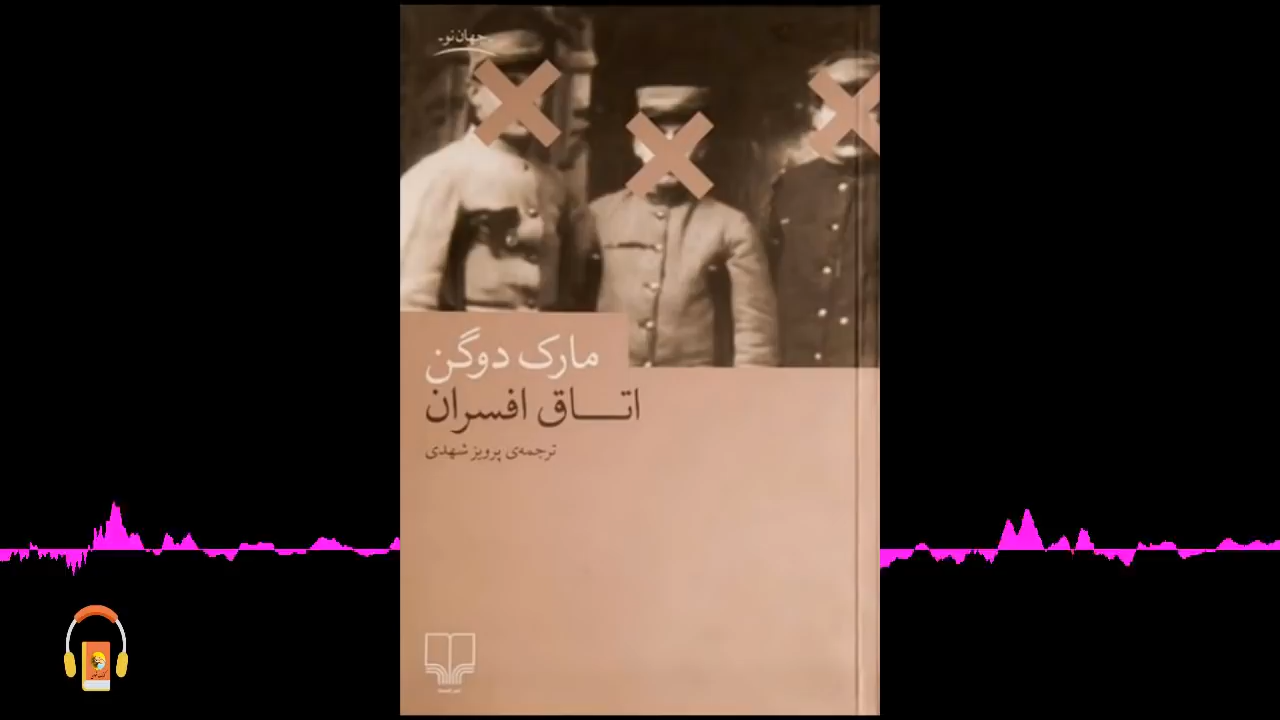 -جهان‌نو-
مارک دوگن
اتـــاق افسران
ترجمه‌ی پرویز شهدی